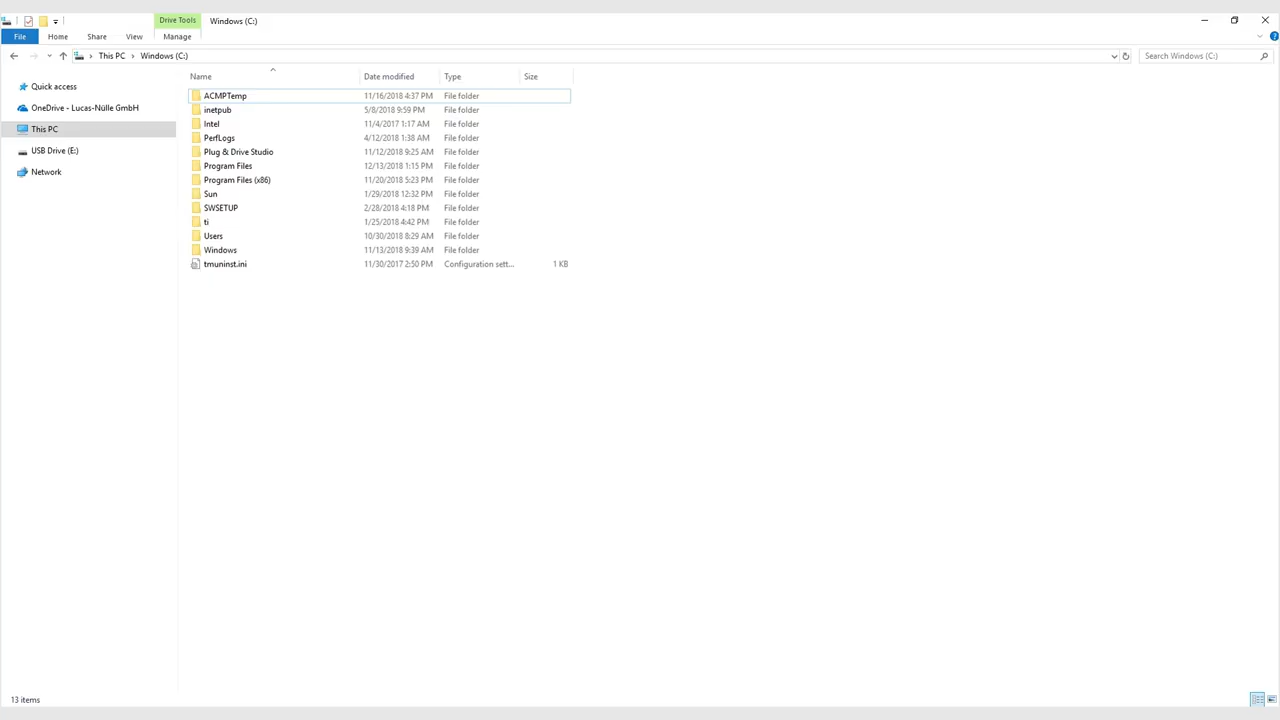 Drive Tools Windows (C:)
File Home Share View Manage
This PC Windows (C:) Search Windows (C:)
Name Date modified Type Size
Quick access
OneDrive - Lucas-Nülle GmbH
This PC
USB Drive (E:)
Network
ACMPTemp 11/16/2018 4:37 PM File folder
inetpub 5/8/2018 9:59 PM File folder
Intel 11/4/2017 1:17 AM File folder
PerfLogs 4/12/2018 1:38 AM File folder
Plug & Drive Studio 11/12/2018 9:25 AM File folder
Program Files 12/13/2018 1:15 PM File folder
Program Files (x86) 11/20/2018 5:23 PM File folder
Sun 1/29/2018 12:32 PM File folder
SWSETUP 2/28/2018 4:18 PM File folder
ti 1/25/2018 4:42 PM File folder
Users 10/30/2018 8:29 AM File folder
Windows 11/13/2018 9:39 AM File folder
tmuninst.ini 11/30/2017 2:50 PM Configuration sett... 1 KB
13 items